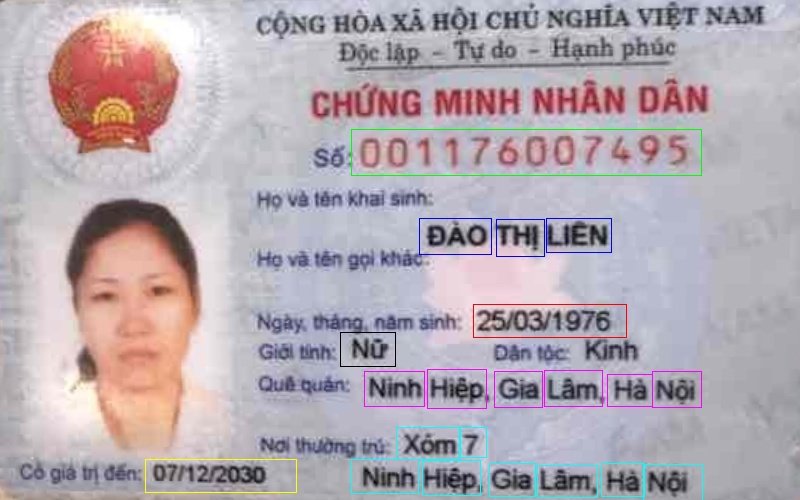 CỘNG HÒA XÃ HỘI CHỦ NGHĨA VIỆT NAM
Độc lập - Tự do - Hạnh phúc
CHỨNG MINH NHÂN DÂN
Số: 001176007495
Họ và tên khai sinh:
ĐÀO THỊ LIÊN
Họ và tên gọi khác:
Ngày, tháng, năm sinh: 25/03/1976
Giới tính: Nữ Dân tộc: Kinh
Quê quán: Ninh Hiệp, Gia Lâm, Hà Nội
Nơi thường trú: Xóm 7
Có giá trị đến: 07/12/2030 Ninh Hiệp, Gia Lâm, Hà Nội